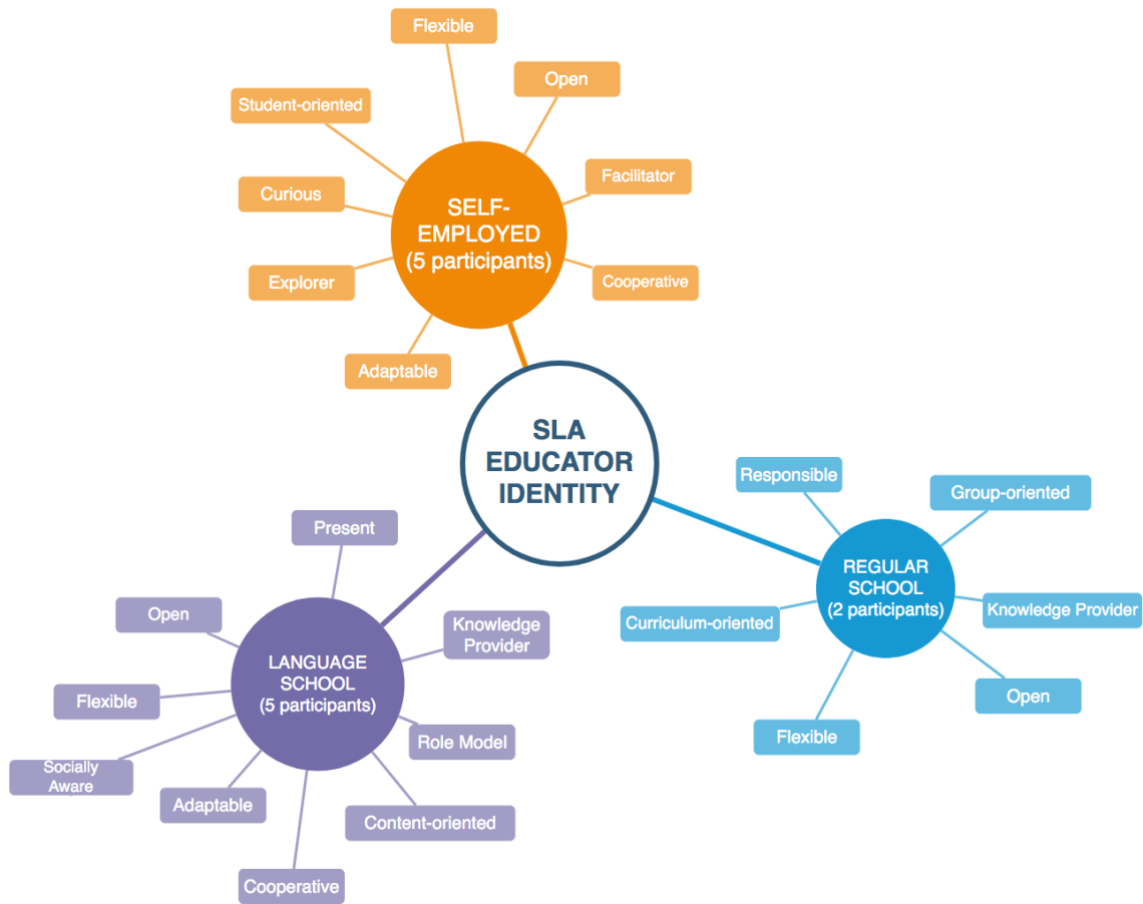 Flexible
Open
Student-oriented
Facilitator
Curious
SELF-
EMPLOYED
(5 participants)
Explorer
Cooperative
Adaptable
SLA
EDUCATOR
IDENTITY
Responsible
Group-oriented
REGULAR
SCHOOL
(2 participants)
Knowledge Provider
Curriculum-oriented
Open
Flexible
Present
Open
Knowledge
Provider
LANGUAGE
SCHOOL
(5 participants)
Flexible
Role Model
Socially
Aware
Adaptable
Content-oriented
Cooperative